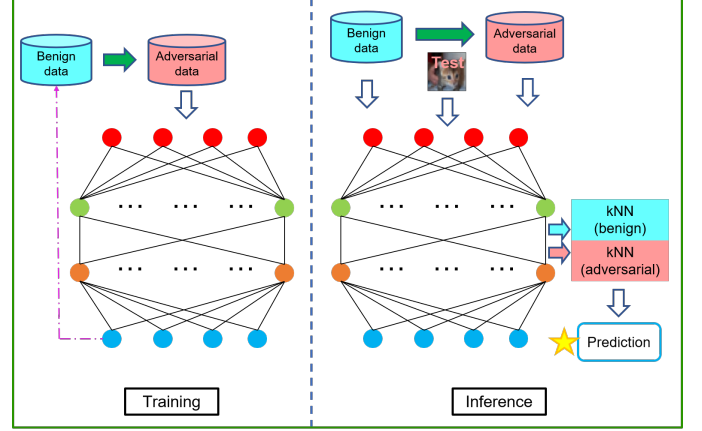 Benign
data
Adversarial
data
Training
Benign
data
Adversarial
data
Test
kNN
(benign)
kNN
(adversarial)
Prediction
Inference